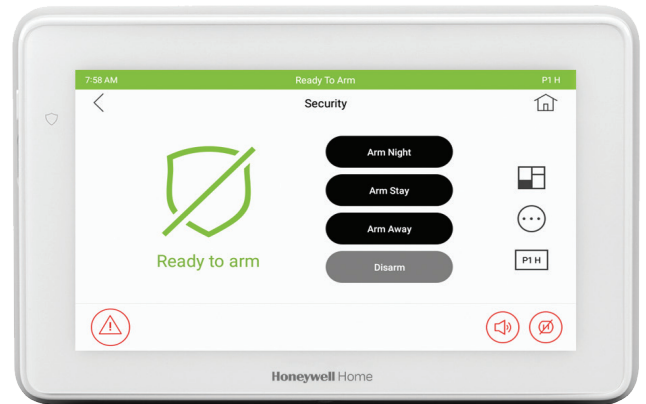 7:58 AM Ready To Arm P1 H
Security
Arm Night
Arm Stay
Arm Away
Ready to arm
P1 H
Disarm
Honeywell Home